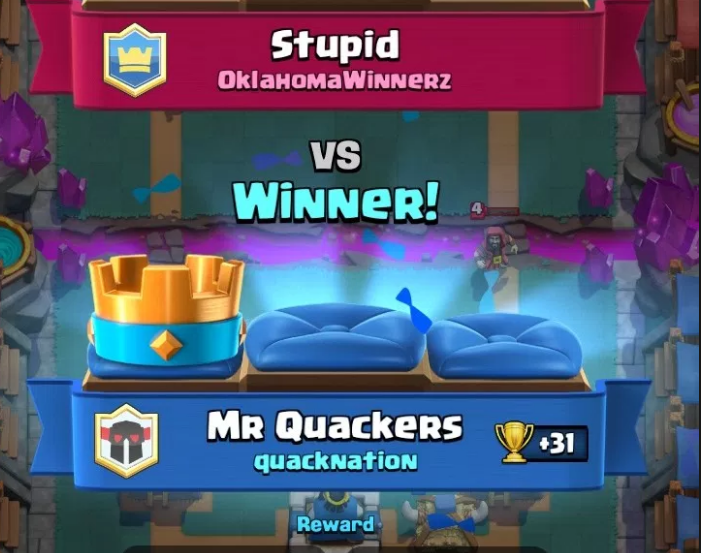 Stupid
OklahomaWinnerz
VS
Winner!
4
Mr Quackers
quacknation
+31
Reward